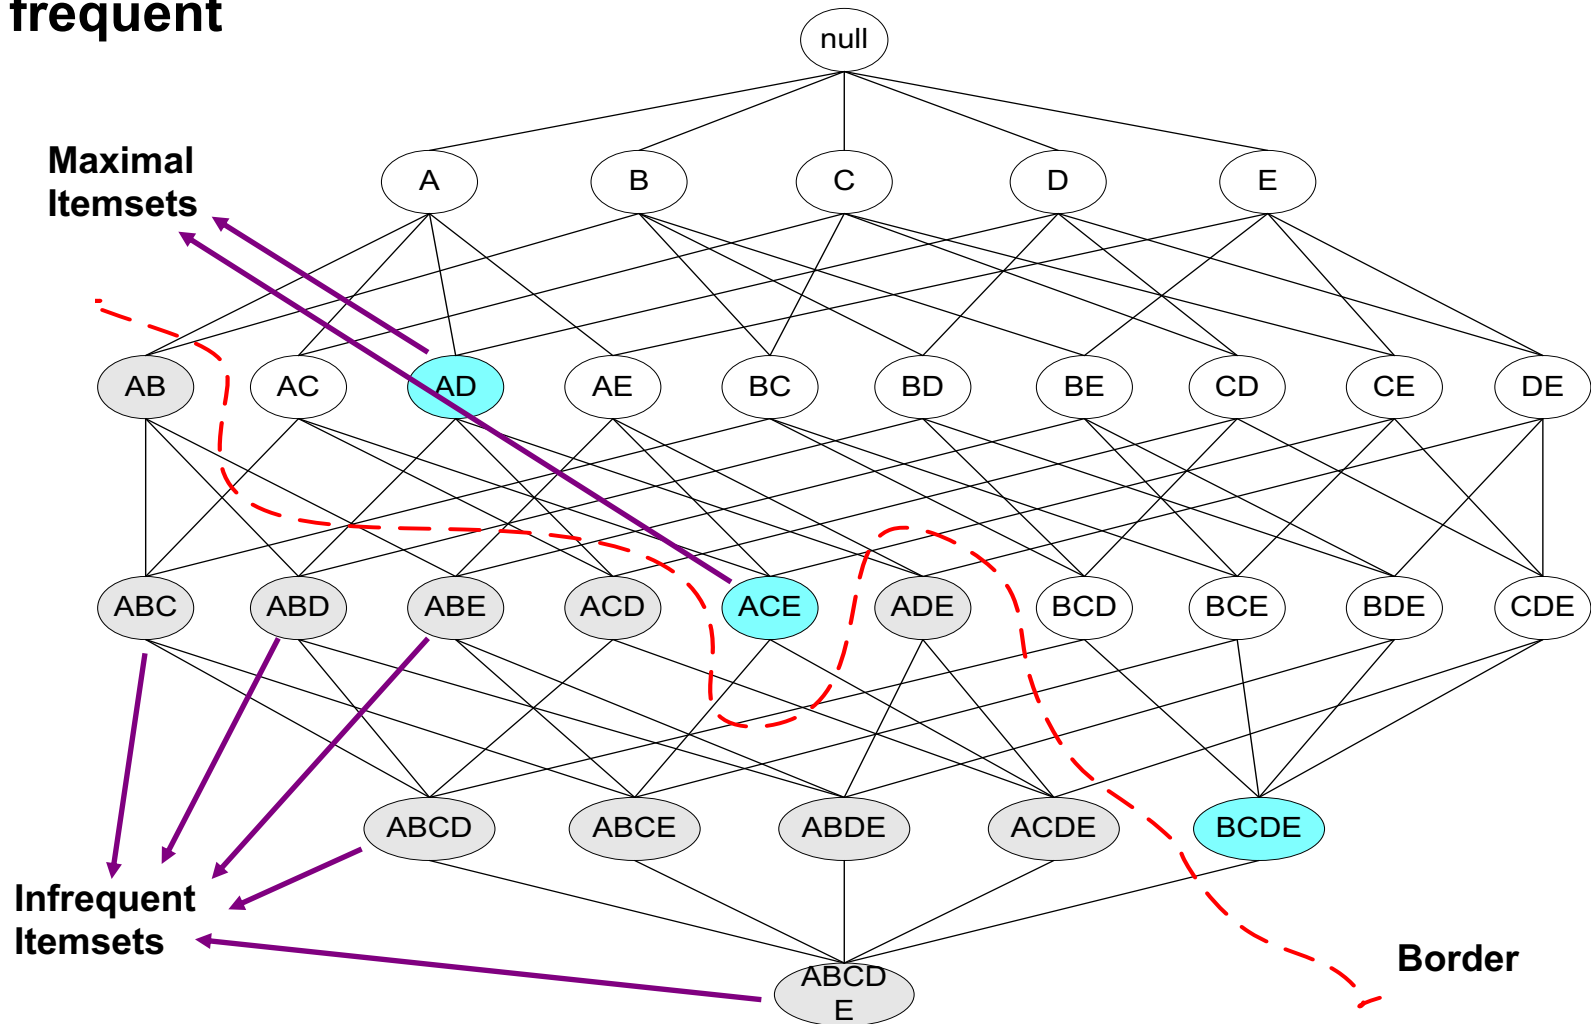 frequent
null
Maximal
Itemsets
A
B
C
D
E
AB
AC
AD
AE
BC
BD
BE
CD
CE
DE
ABC
ABD
ABE
ACD
ACE
ADE
BCD
BCE
BDE
CDE
ABCD
ABCE
ABDE
ACDE
BCDE
Infrequent
Itemsets
Border
ABCD
E